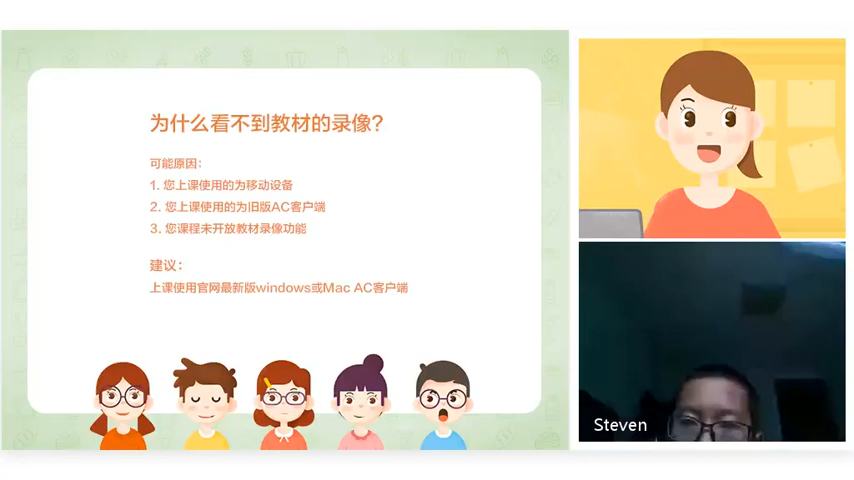 为什么看不到教材的录像?
可能原因:
1. 您上课使用的为移动设备
2. 您上课使用的为旧版AC客户端
3. 您课程未开放教材录像功能
建议:
上课使用官网最新版windows或Mac AC客户端
Steven